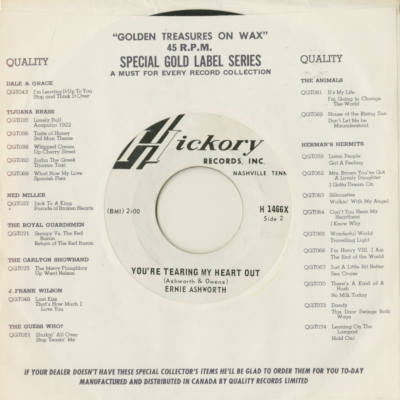 "GOLDEN TREASURES ON WAX"
45 R.P.M.
SPECIAL GOLD LABEL SERIES
A MUST FOR EVERY RECORD COLLECTION
QUALITY
DALE & GRACE
QGT043 I'm Leaving It Up To You
Stop and Think It Over
TIJUANA BRASS
Lonely Bull
Acapulco 1922
Taste of Honey
3rd Man Theme
Whipped Cream
Up Cherry Street
Zorba The Greek
Tijuana Taxi
What Now My Love
Spanish Flea
NED MILLER
Jack To A King
Parade of Broken Hearts
THE ROYAL GUARDSMEN
QGT071 Snoopy Vs. The Red
Baron
Return of The Red Baron
THE CARLTON SHOWBAND
The Merry Ploughboy
Up Went Nelson
J. FRANK WILSON
QGT049 Last Kiss
That's How Much I
Love You
THE GUESS WHO?
QGT051 Shakin' All Over
Stop Teasin' Me
Hickory
RECORDS, INC.
NASHVILLE TENN
(BMI) 2:00
H 1466X
Side 2
YOU'RE TEARING MY HEART OUT
(Ashworth & Owens)
ERNIE ASHWORTH
QUALITY
THE ANIMALS
It's My Life
I'm Going to Change
The World
House of the Rising Sun
Don't Let Me be
Misunderstood
HERMAN'S HERMITS
Listen People
Got A Feeling
Mrs. Brown You've Got
A Lovely Daughter
I Gotta Dream On
Silhouettes
Walkin' With My Angel
Can't You Hear My
Heartbeat
I Know Why
Wonderful World
Travelling Light
I'm Henry VIII, I Am
The End of the World
Just A Little Bit Better
Sea Cruise
There's A Kind of A
Hush
No Milk Today
Dandy
This Door Swings Both
Ways
QGT074 Leaning On The
Lamppost
Hold On
IF YOUR DEALER DOESN'T HAVE THESE SPECIAL COLLECTOR'S ITEMS HE'LL BE GLAD TO ORDER THEM FOR YOU TO-DAY
MANUFACTURED AND DISTRIBUTED IN CANADA BY QUALITY RECORDS LIMITED